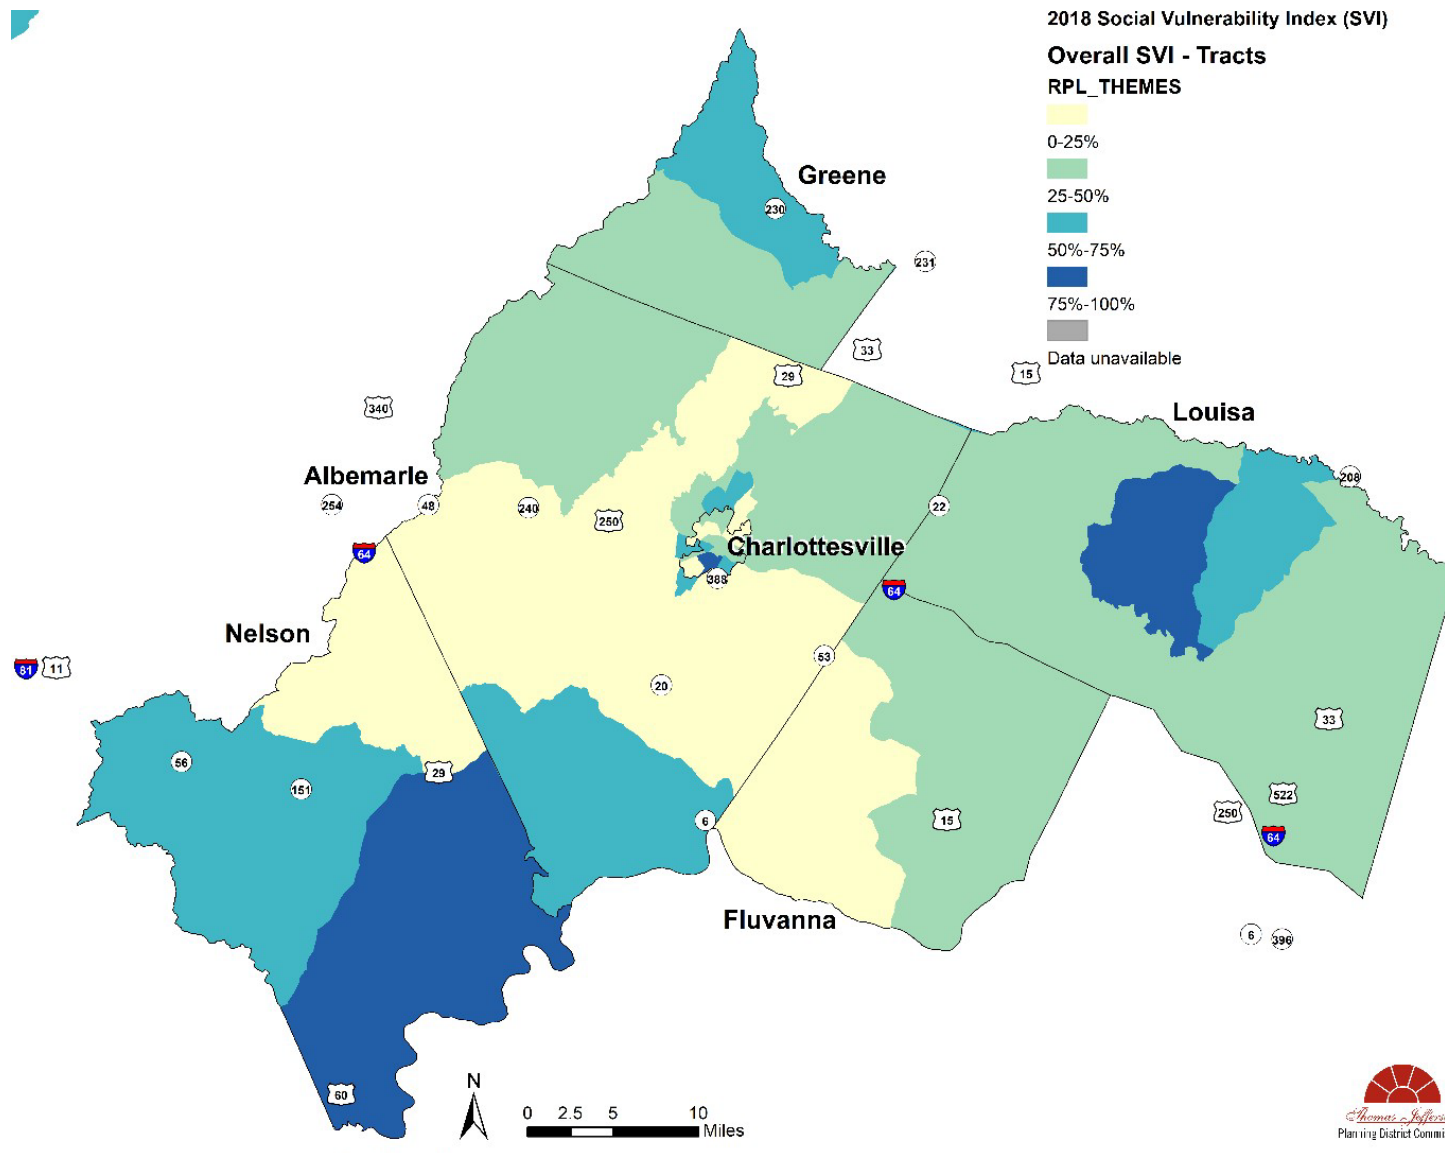 2018 Social Vulnerability Index (SVI)
Overall SVI - Tracts
RPL_THEMES
0-25%
25-50%
50%-75%
75%-100%
Data unavailable
Greene
230
231
33
29
15
340
Louisa
Albemarle
208
254
48
240
250
22
Charlottesville
388
64
64
Nelson
53
81
11
20
33
56
151
29
6
15
522
250
64
Fluvanna
6
396
60
N
0
2.5
5
10
Miles
Thomas
Planning District